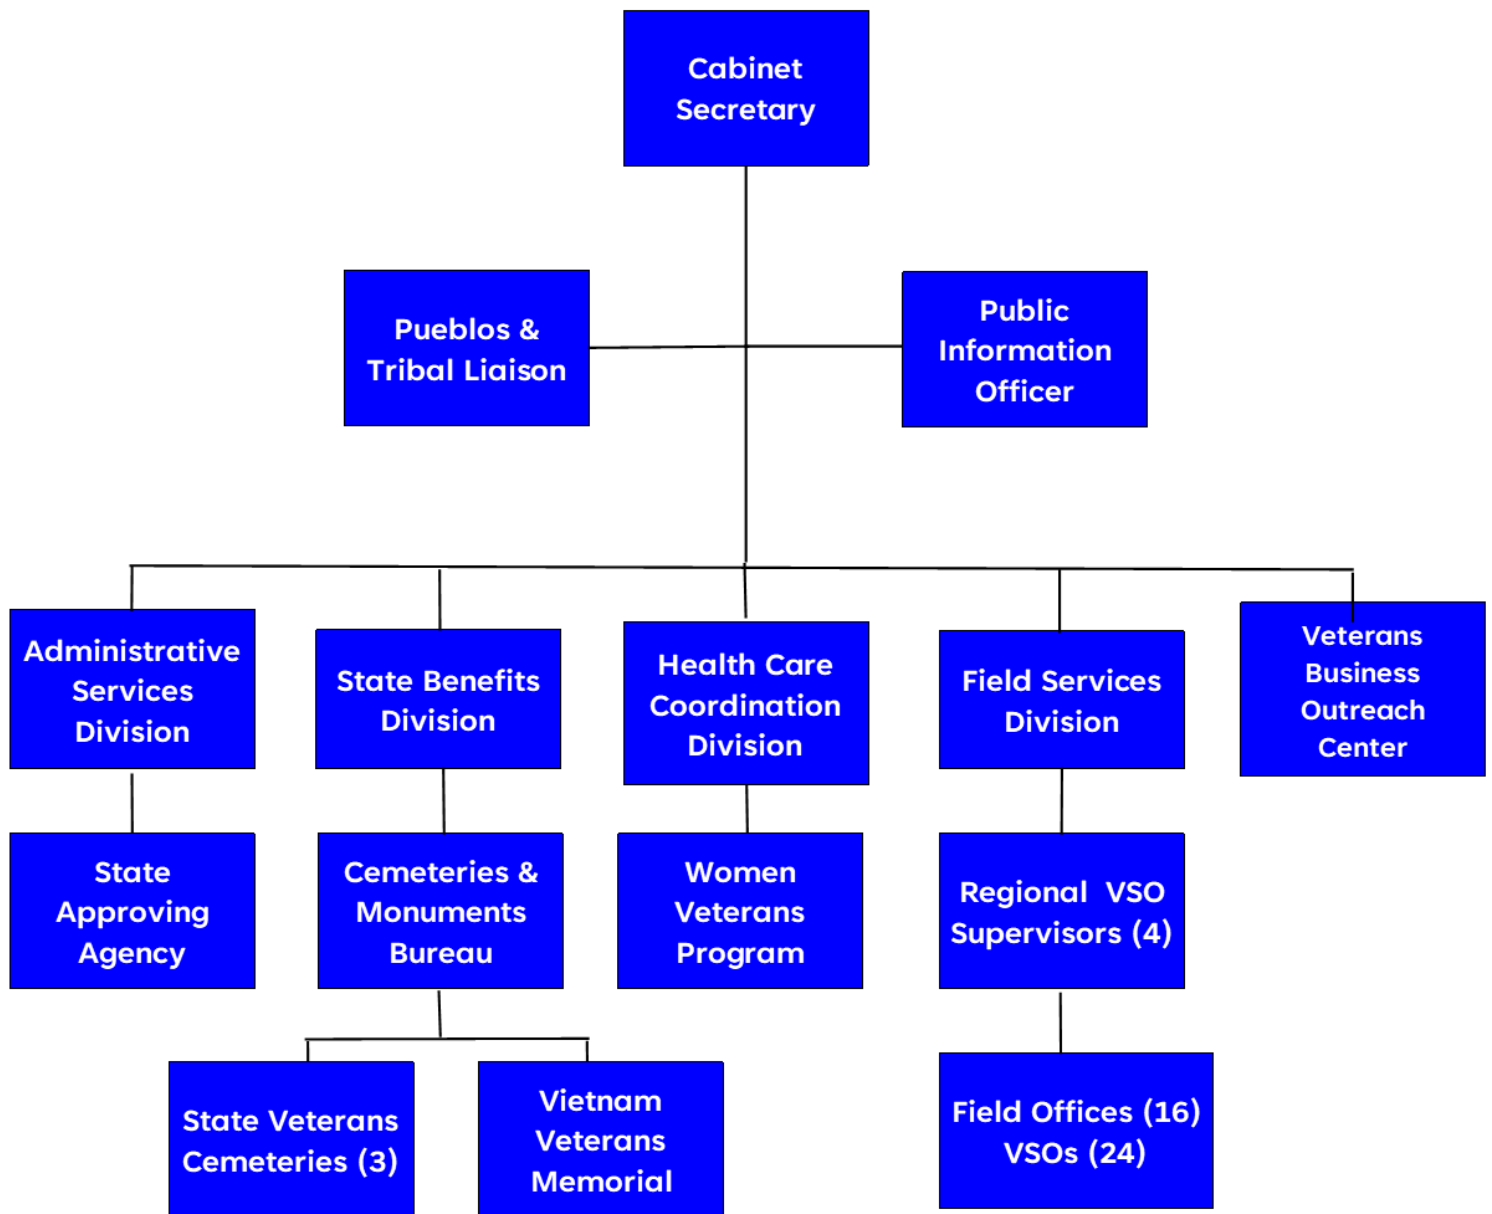 Cabinet
Secretary
Pueblos &
Tribal Liaison
Public
Information
Officer
Administrative
Services
Division
State Benefits
Division
Health Care
Coordination
Division
Field Services
Division
Veterans
Business
Outreach
Center
State
Approving
Agency
Cemeteries &
Monuments
Bureau
Women
Veterans
Program
Regional VSO
Supervisors (4)
State Veterans
Cemeteries (3)
Vietnam
Veterans
Memorial
Field Offices (16)
VSOs (24)